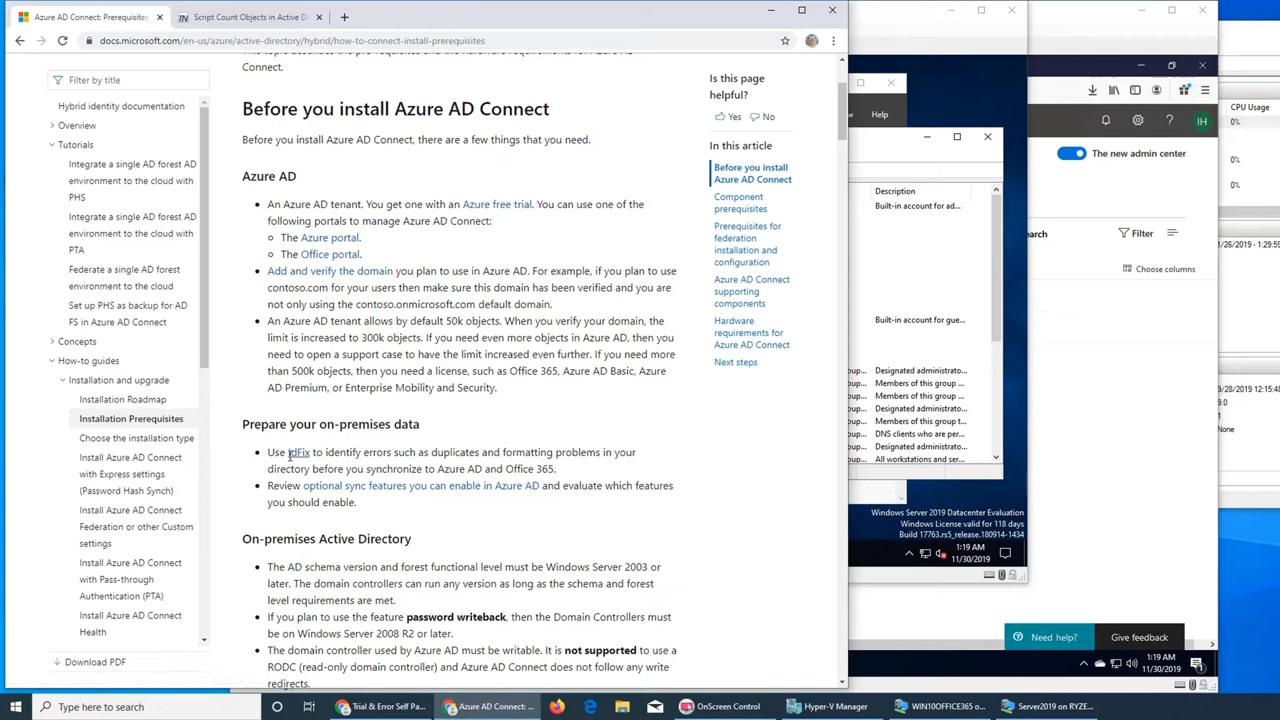 Azure AD Connect: Prerequisites
Script Count Objects in Active D
docs.microsoft.com/en-us/azure/active-directory/hybrid/how-to-connect-install-prerequisites
Filter by title
Hybrid identity documentation
Overview
Tutorials
Integrate a single AD forest AD
environment to the cloud with
PHS
Integrate a single AD forest AD
environment to the cloud with
PTA
Federate a single AD forest
environment to the cloud
Set up PHS as backup for AD
FS in Azure AD Connect
Concepts
How-to guides
Installation and upgrade
Installation Roadmap
Installation Prerequisites
Choose the installation type
Install Azure AD Connect
with Express settings
(Password Hash Sync)
Install Azure AD Connect
Federation or other Custom
settings
Install Azure AD Connect
with Pass-through
Authentication (PTA)
Install Azure AD Connect
Health
Download PDF
Connect.
Before you install Azure AD Connect
Before you install Azure AD Connect, there are a few things that you need.
Azure AD
An Azure AD tenant. You get one with an Azure free trial. You can use one of the
following portals to manage Azure AD Connect:
The Azure portal.
The Office portal.
Add and verify the domain you plan to use in Azure AD. For example, if you plan to use
contoso.com for your users then make sure this domain has been verified and you are
not only using the contoso.onmicrosoft.com default domain.
An Azure AD tenant allows by default 50k objects. When you verify your domain, the
limit is increased to 300k objects. If you need even more objects in Azure AD, then you
need to open a support case to have the limit increased even further. If you need more
than 500k objects, then you need a license, such as Office 365, Azure AD Basic, Azure
AD Premium, or Enterprise Mobility and Security.
Prepare your on-premises data
Use IdFix to identify errors such as duplicates and formatting problems in your
directory before you synchronize to Azure AD and Office 365.
Review optional sync features you can enable in Azure AD and evaluate which features
you should enable.
On-premises Active Directory
The AD schema version and forest functional level must be Windows Server 2003 or
later. The domain controllers can run any version as long as the schema and forest
level requirements are met.
If you plan to use the feature password writeback, then the Domain Controllers must
be on Windows Server 2008 R2 or later.
The domain controller used by Azure AD must be writable. It is not supported to use a
RODC (read-only domain controller) and Azure AD Connect does not follow any write
redirects.
Is this page
helpful?
Yes No
In this article
Before you install
Azure AD Connect
Component
prerequisites
Prerequisites for
federation
installation and
configuration
Azure AD Connect
supporting
components
Hardware
requirements for
Azure AD Connect
Next steps
w Help
Description
Built-in account for ad...
Built-in account for gue...
oup... Designated administrato...
oup... Members of this group ...
oup... Members of this group ...
oup... Designated administrato...
oup... DNS clients who are per...
oup... Designated administrato...
oup... All workstations and ser...
Windows Server 2019 Datacenter Evaluation
Windows License valid for 118 days
Build 17763.rs5_release.180914-1434
1:19 AM
11/30/2019
IH
The new admin center
earch
Filter
Choose columns
Need help?
Give feedback
1:19 AM
11/30/2019
CPU Usage
0%
0%
0%
1/26/2019 - 1:29:59
9.0
None
Type here to search
Trial & Error Self Pa...
Azure AD Connect: ...
OnScreen Control
Hyper-V Manager
WIN10OFFICE365 o...
Server2019 on RYZE...